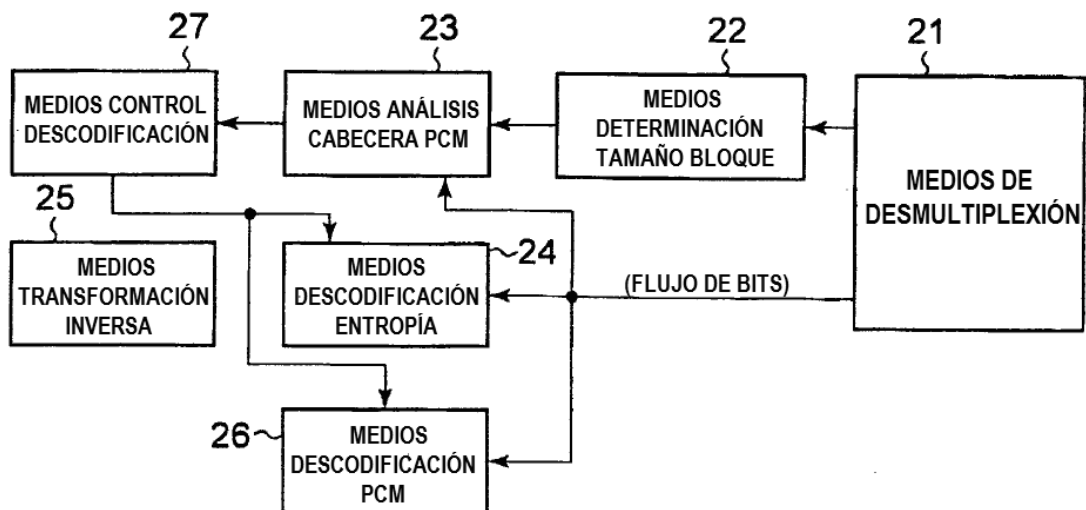 27
23
22
21
MEDIOS CONTROL
DESCODIFICACIÓN
MEDIOS ANÁLISIS
CABECERA PCM
MEDIOS
DETERMINACIÓN
TAMAÑO BLOQUE
MEDIOS DE
DESMULTIPLEXIÓN
25
MEDIOS
TRANSFORMACIÓN
INVERSA
24
MEDIOS
DESCODIFICACIÓN
ENTROPÍA
(FLUJO DE BITS)
26
MEDIOS
DESCODIFICACIÓN
PCM